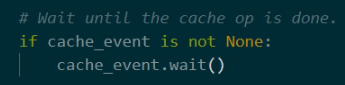 # Wait until the cache op is done.
if cache_event is not None:
    cache_event.wait()